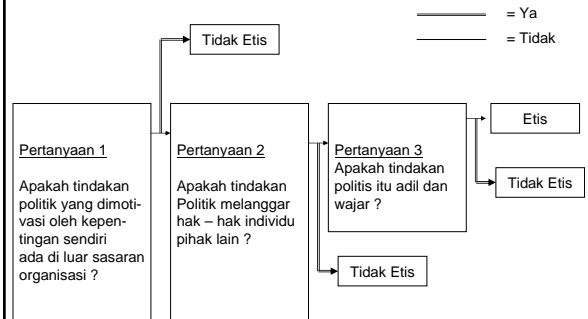 = Ya
= Tidak
Tidak Etis
Pertanyaan 1
Apakah tindakan
politik yang dimoti-
vasi oleh kepen-
tingan sendiri
ada di luar sasaran
organisasi ?
Pertanyaan 2
Apakah tindakan
Politik melanggar
hak – hak individu
pihak lain ?
Pertanyaan 3
Apakah tindakan
politis itu adil dan
wajar ?
Etis
Tidak Etis
Tidak Etis